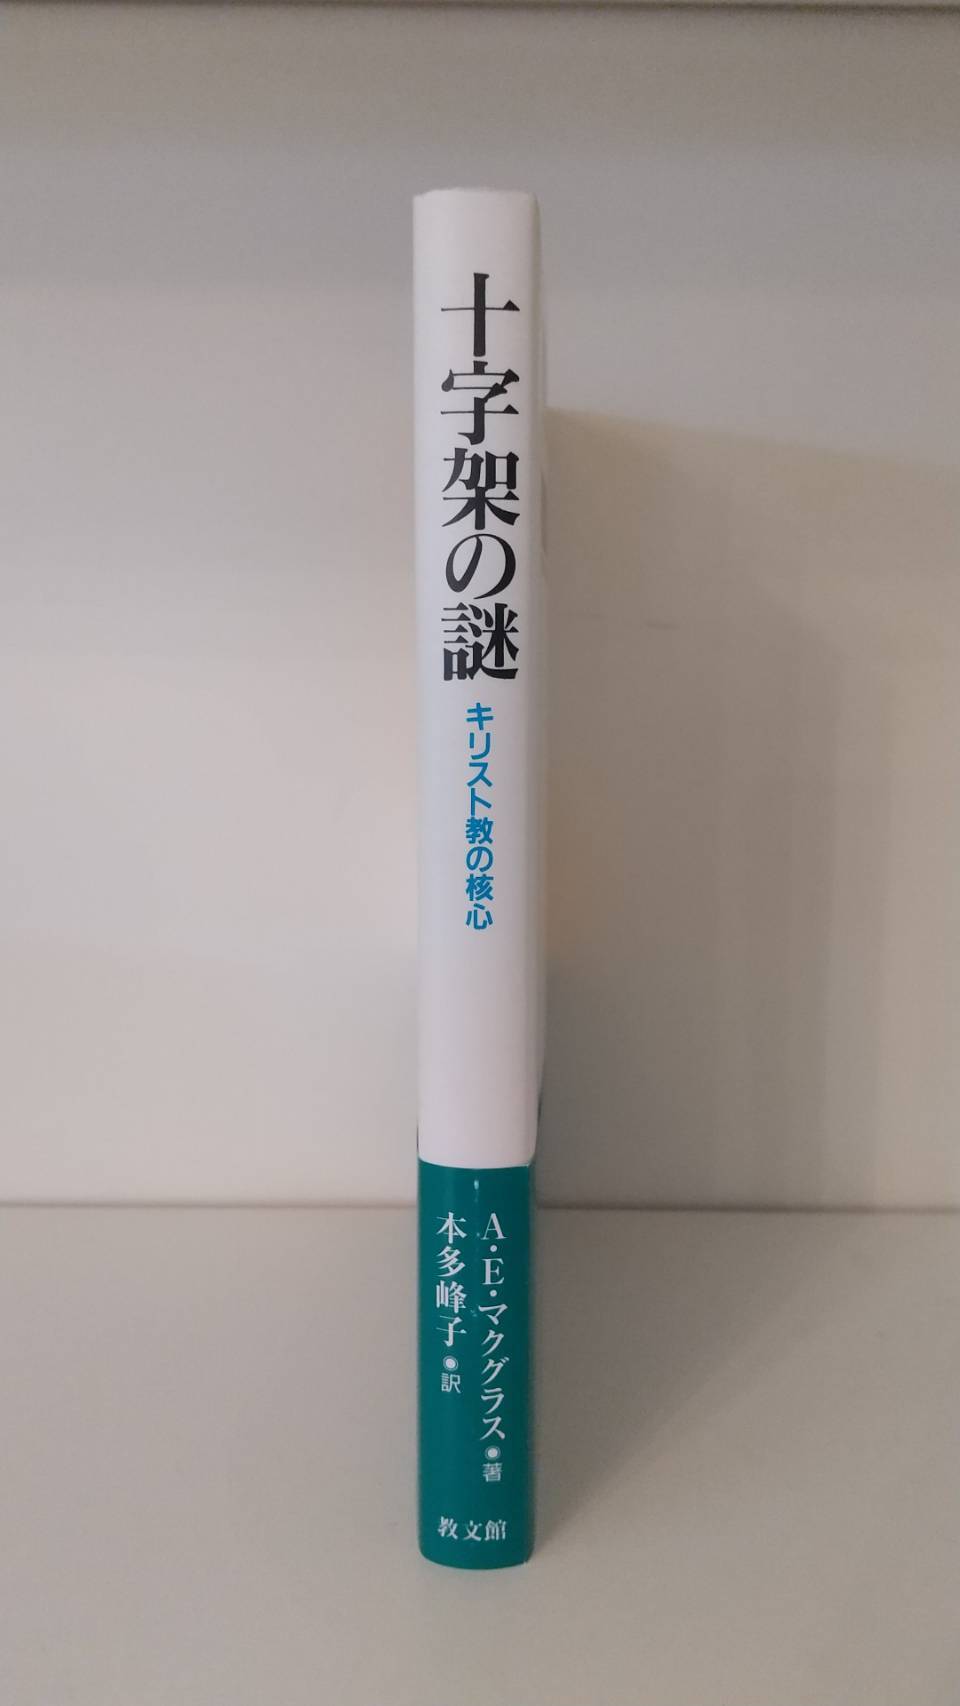 十字架の謎
キリスト教の核心
A・E・マクグラス◉著
本多峰子◉訳
教文館